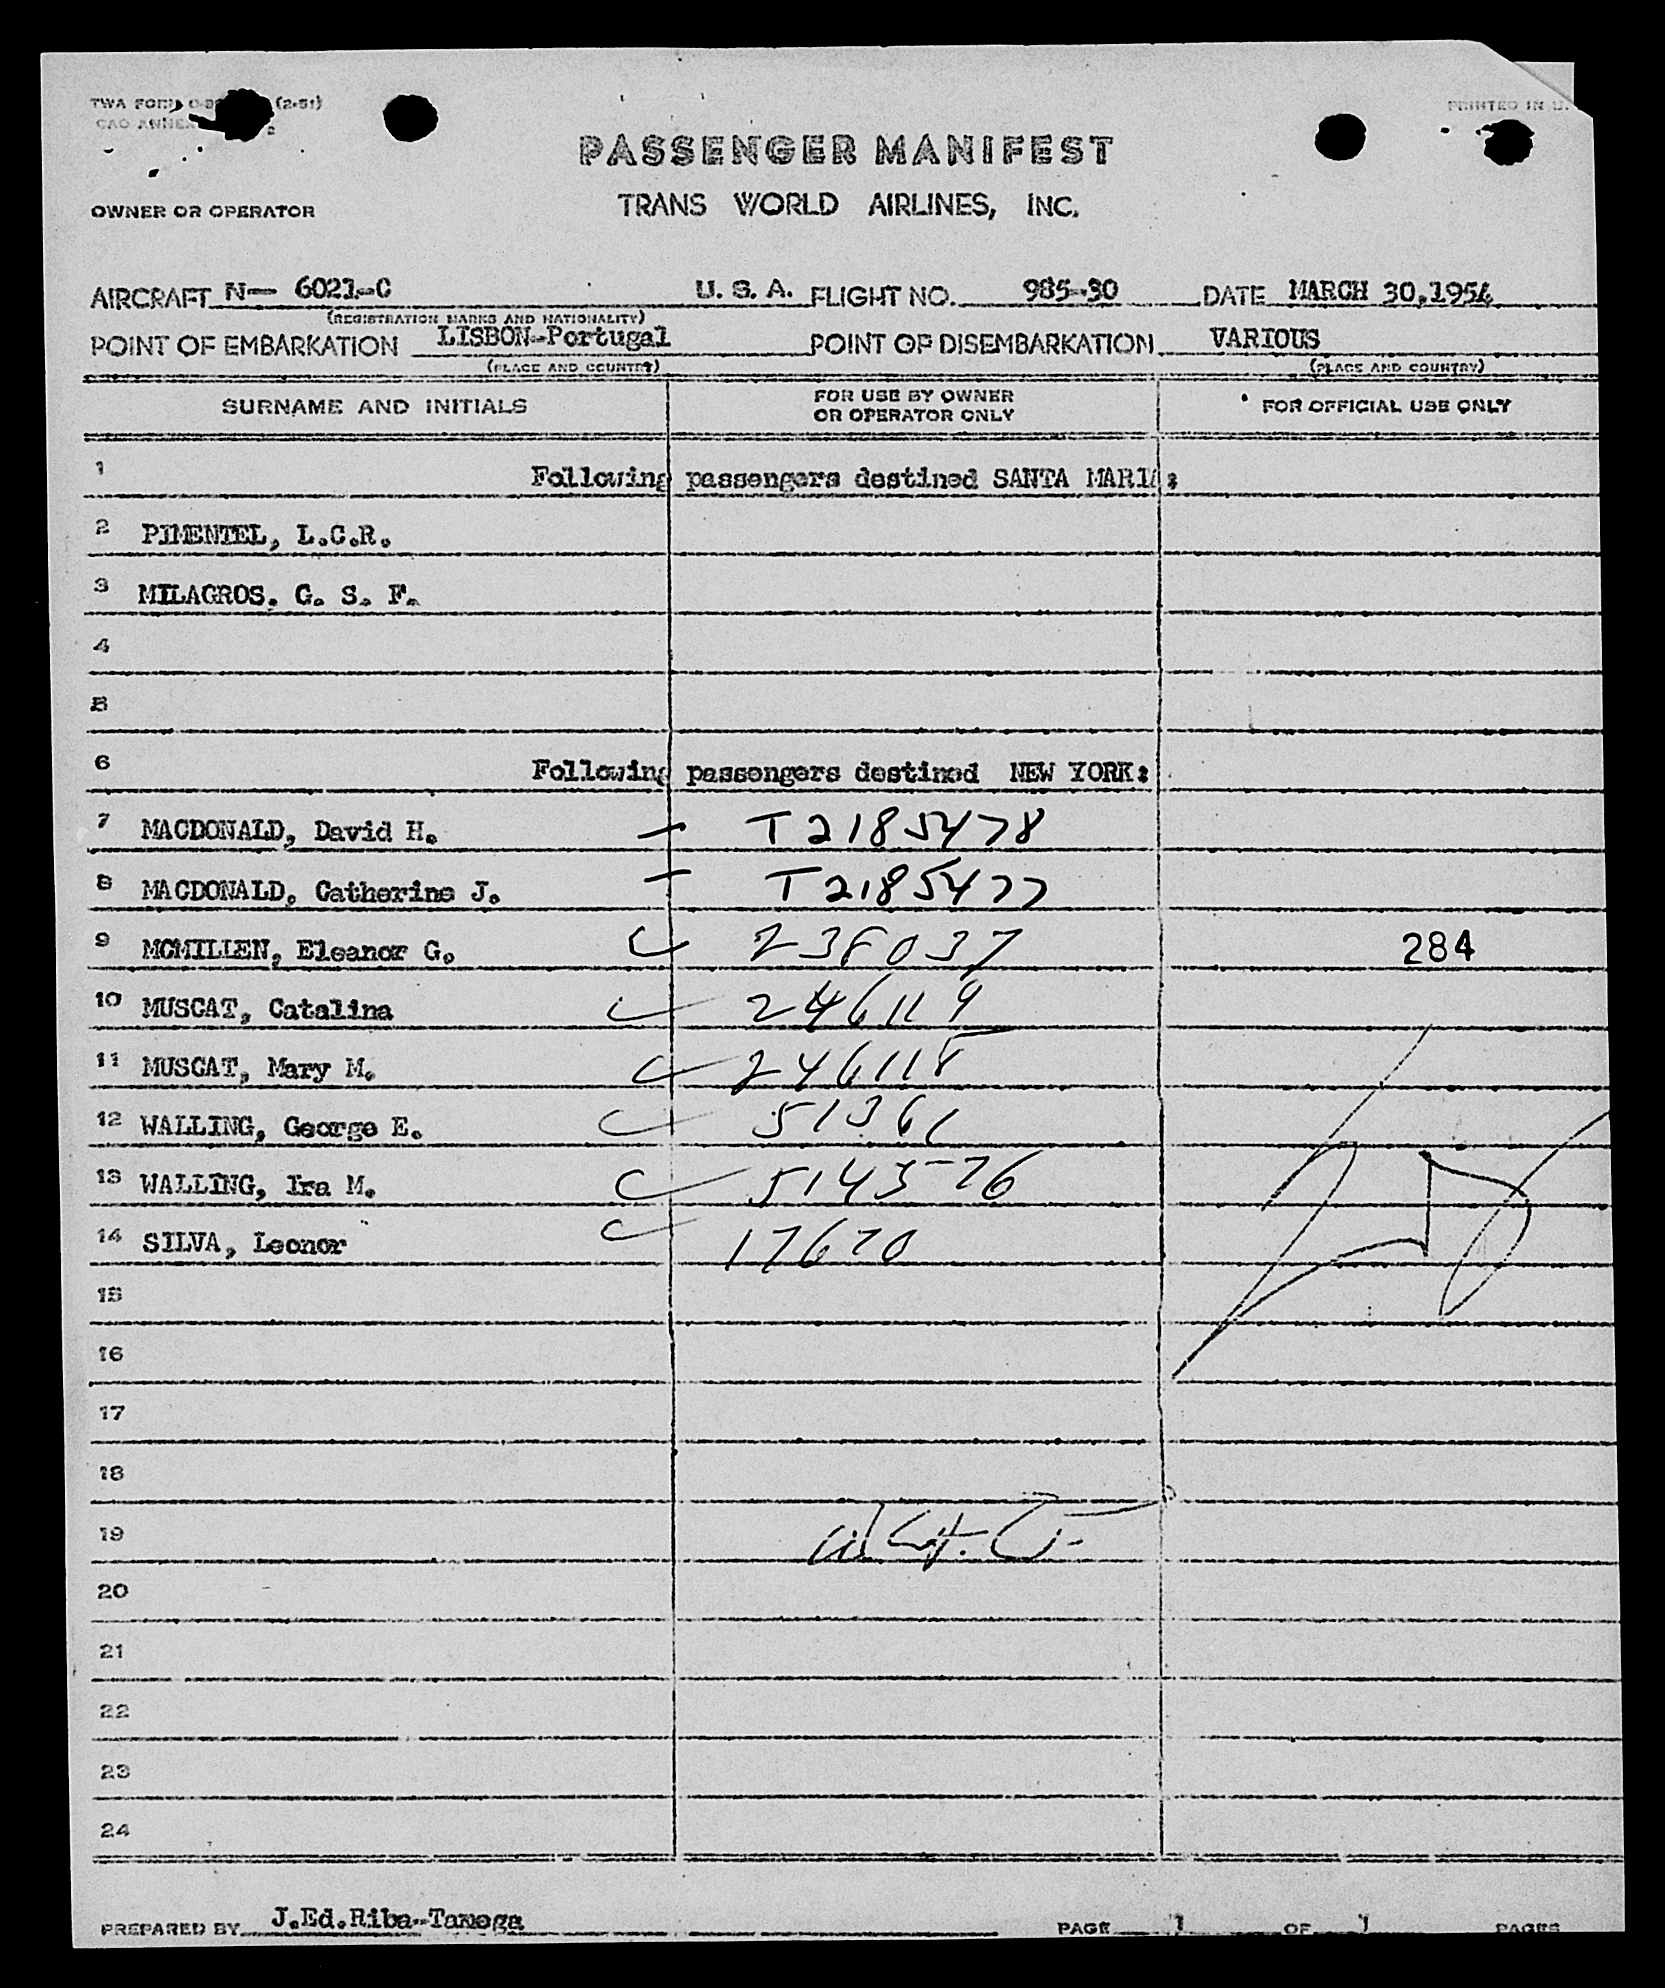 TWA FORM (2-51)
PRINTED IN U.
PASSENGER MANIFEST
OWNER OR OPERATOR
TRANS WORLD AIRLINES, INC.
AIRCRAFT N- 6021-C U. S. A. FLIGHT NO. 985-30 DATE MARCH 30,1954
(REGISTRATION MARKS AND NATIONALITY)
POINT OF EMBARKATION LISBON-Portugal POINT OF DISEMBARKATION VARIOUS
(PLACE AND COUNTRY) (PLACE AND COUNTRY)
SURNAME AND INITIALS FOR USE BY OWNER OR OPERATOR ONLY FOR OFFICIAL USE ONLY
1 Following passengers destined SANTA MARIA:
2 PIMENTEL, L.C.R.
3 MILAGROS. G. S. F.
4
5
6 Following passengers destined NEW YORK:
7 MACDONALD, David H. - T2185478
8 MACDONALD, Catherine J. - T2185477
9 MCMILLEN, Eleanor G. 238037 284
10 MUSCAT, Catalina 246119
11 MUSCAT, Mary M. 246118
12 WALLING, George E. 51361
13 WALLING, Ira M. 514576
14 SILVA, Leonor 17670
15
16
17
18
19
20
21
22
23
24
PREPARED BY J.Ed.Riba-Tamega PAGE 1 OF 1 PAGES